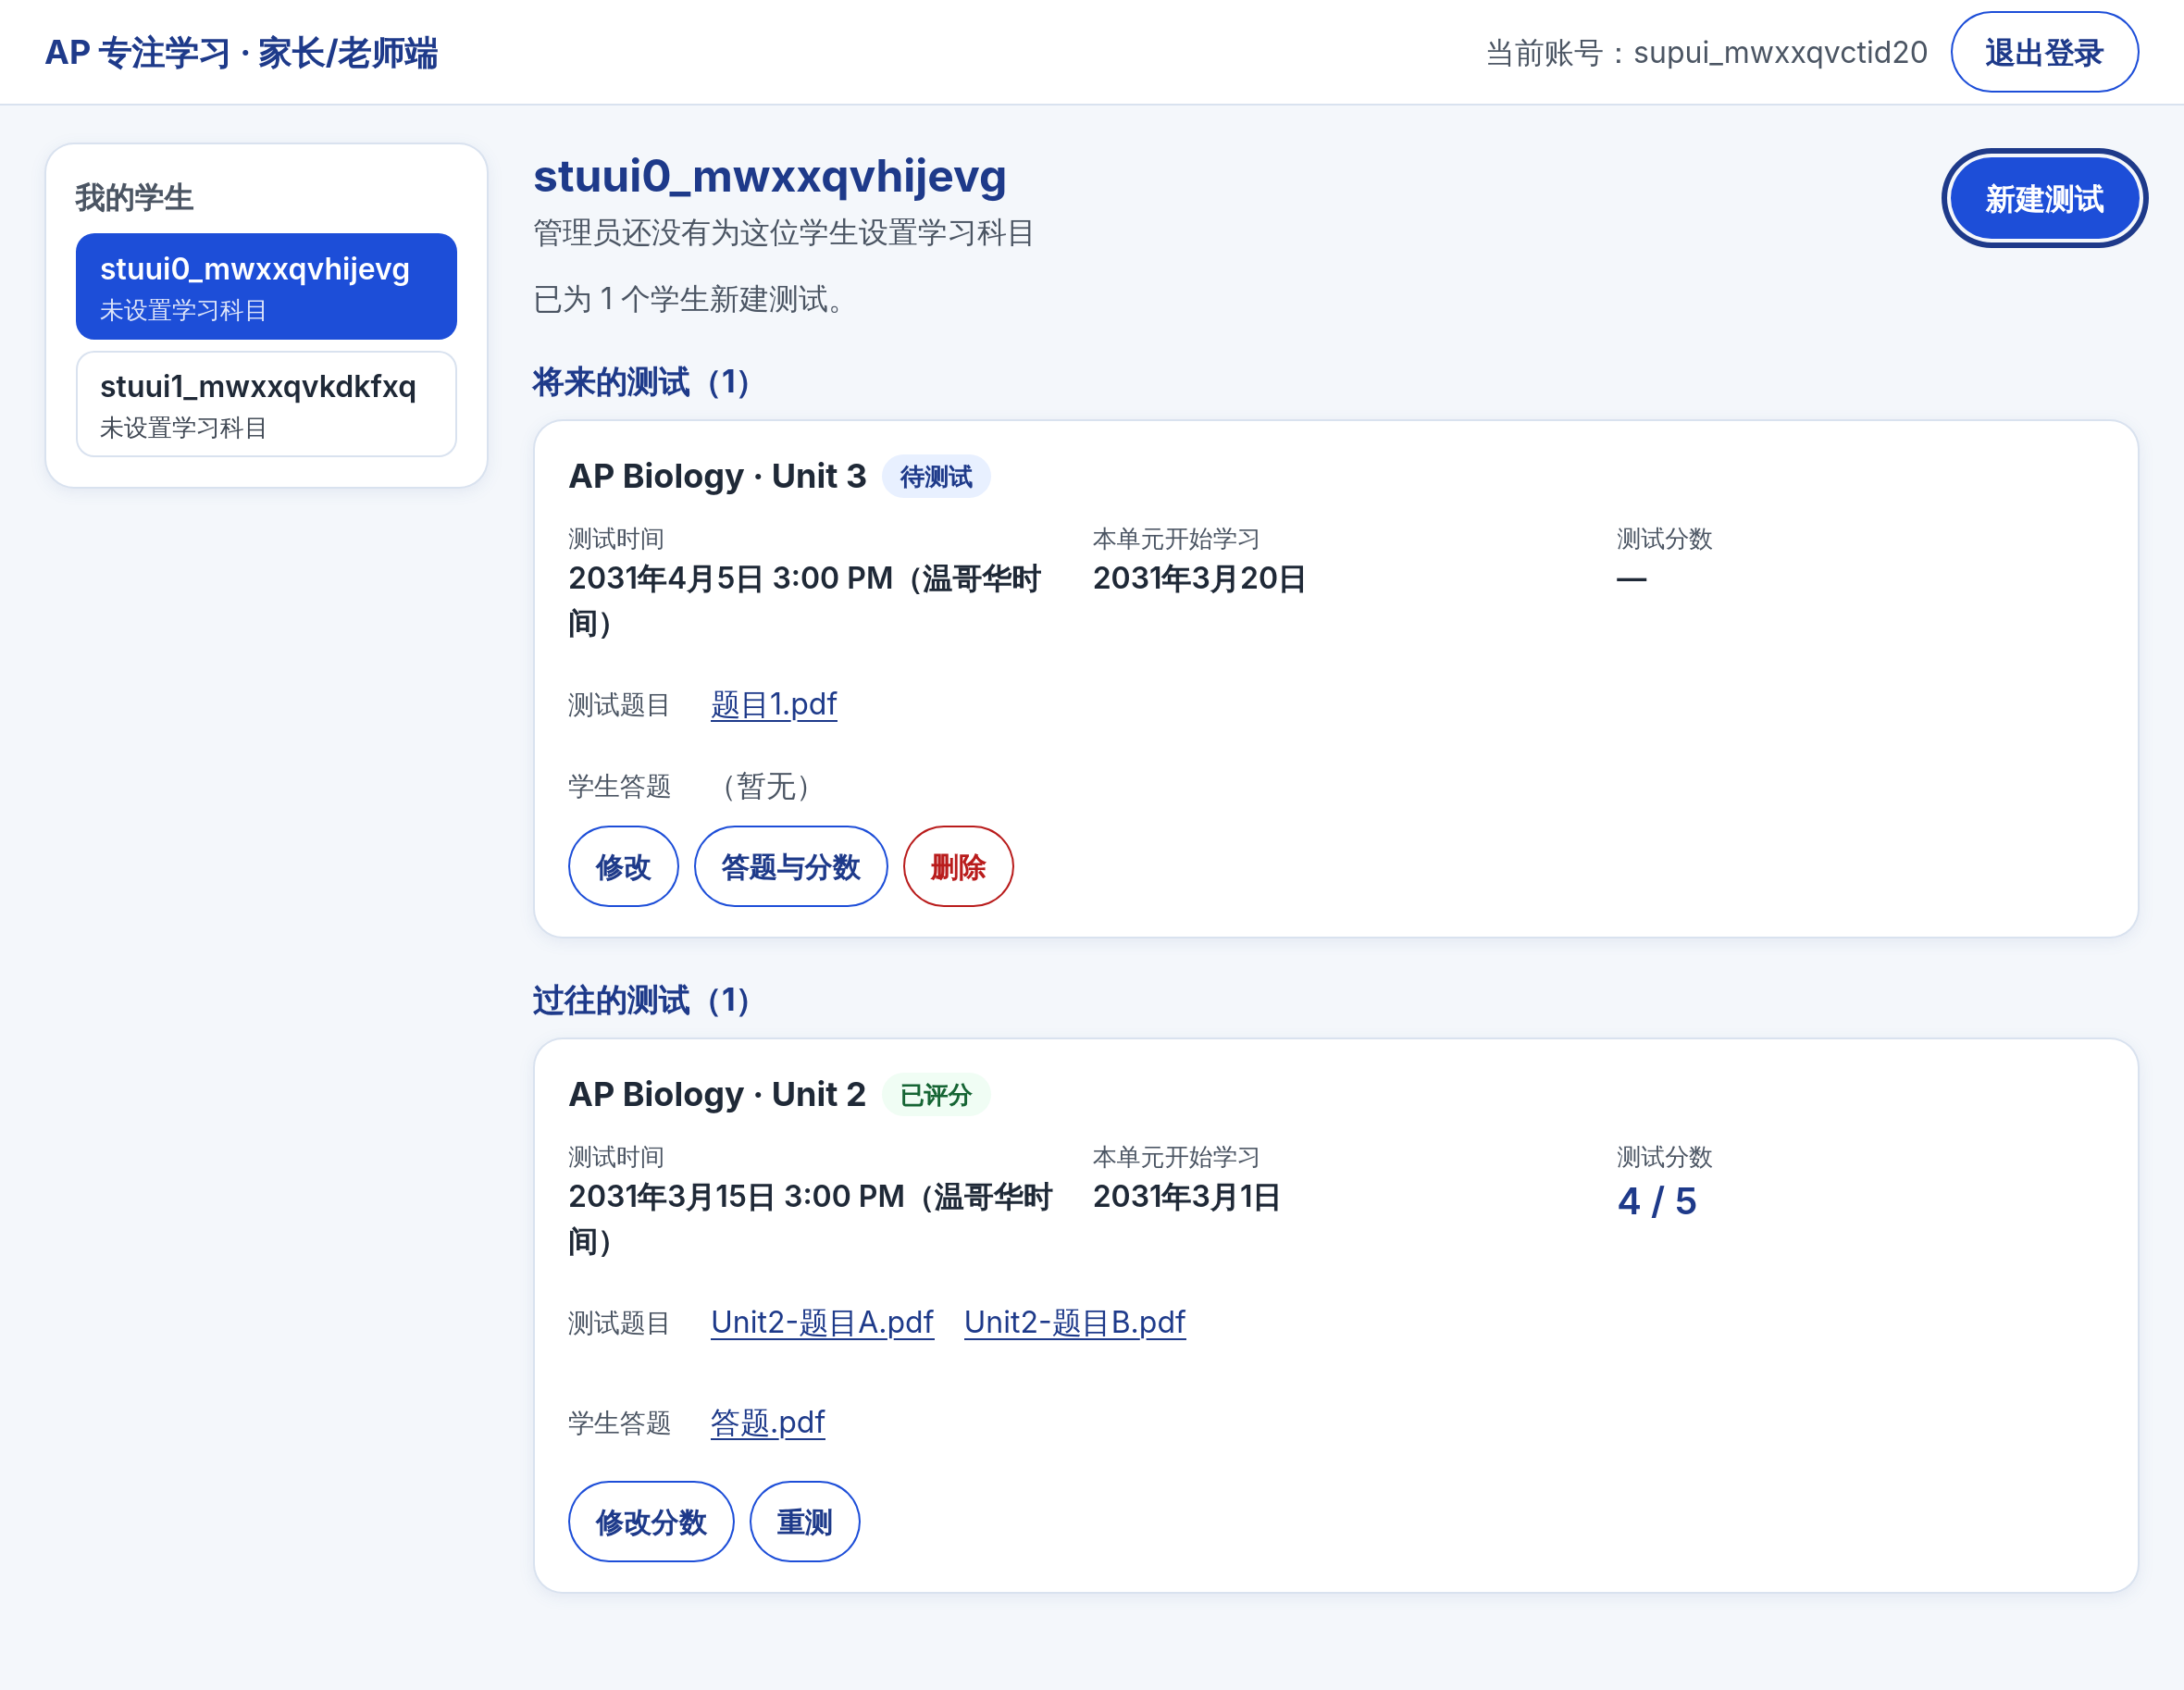 AP 专注学习 · 家长/老师端
当前账号：supui_mwxxqvctid20
退出登录
我的学生
stuui0_mwxxqvhijevg
未设置学习科目
stuui1_mwxxqvkdkfxq
未设置学习科目
stuui0_mwxxqvhijevg
新建测试
管理员还没有为这位学生设置学习科目
已为 1 个学生新建测试。
将来的测试（1）
AP Biology · Unit 3 待测试
测试时间
2031年4月5日 3:00 PM（温哥华时
间）
本单元开始学习
2031年3月20日
测试分数
—
测试题目 题目1.pdf
学生答题 （暂无）
修改 答题与分数 删除
过往的测试（1）
AP Biology · Unit 2 已评分
测试时间
2031年3月15日 3:00 PM（温哥华时
间）
本单元开始学习
2031年3月1日
测试分数
4 / 5
测试题目 Unit2-题目A.pdf Unit2-题目B.pdf
学生答题 答题.pdf
修改分数 重测